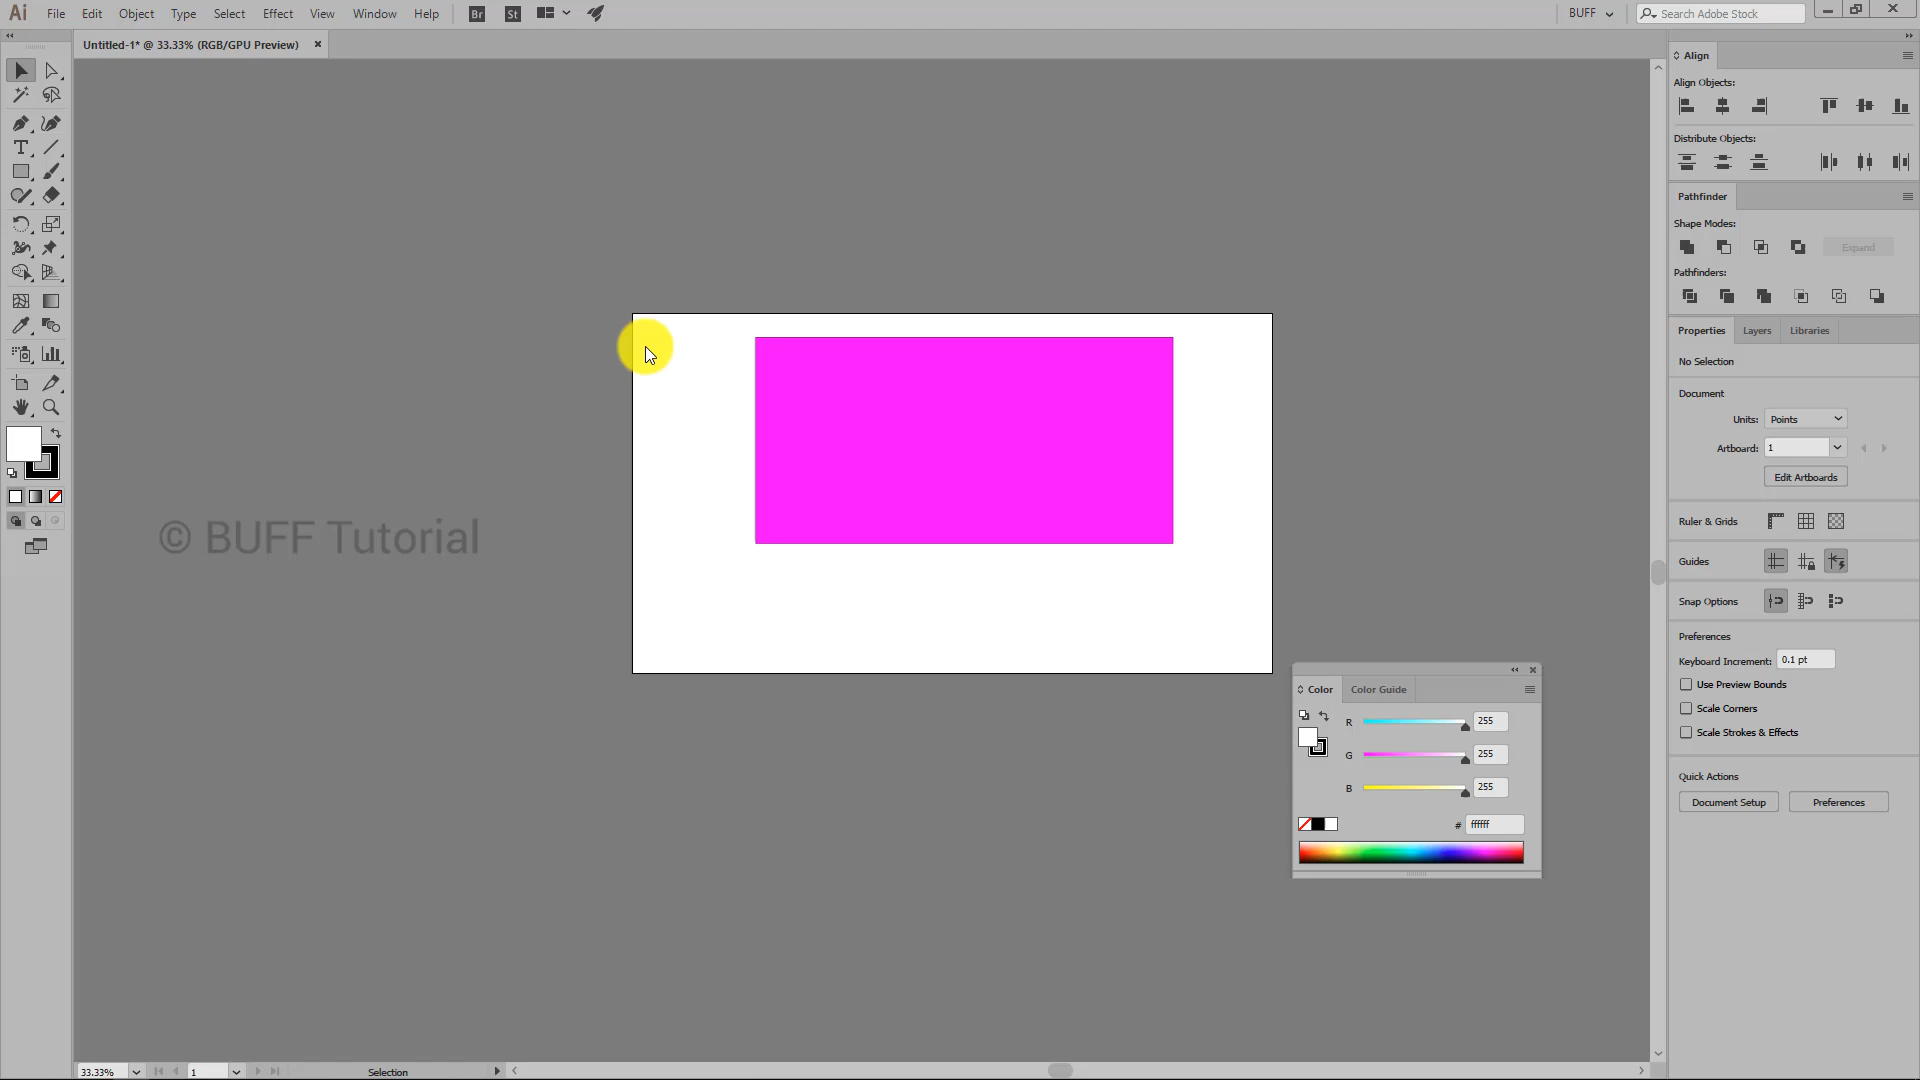 Ai File Edit Object Type Select Effect View Window Help Br St BUFF Search Adobe Stock
Untitled-1* @ 33.33% (RGB/GPU Preview)
Align
Align Objects:
Distribute Objects:
Pathfinder
Shape Modes:
Expand
Pathfinders:
Properties Layers Libraries
No Selection
Document
Units: Points
Artboard: 1
Edit Artboards
Ruler & Grids
© BUFF Tutorial
Guides
Snap Options
Preferences
Keyboard Increment: 0.1 pt
Use Preview Bounds
Scale Corners
Scale Strokes & Effects
Quick Actions
Document Setup Preferences
Color Color Guide
R 255
G 255
B 255
# ffffff
33.33% 1 Selection